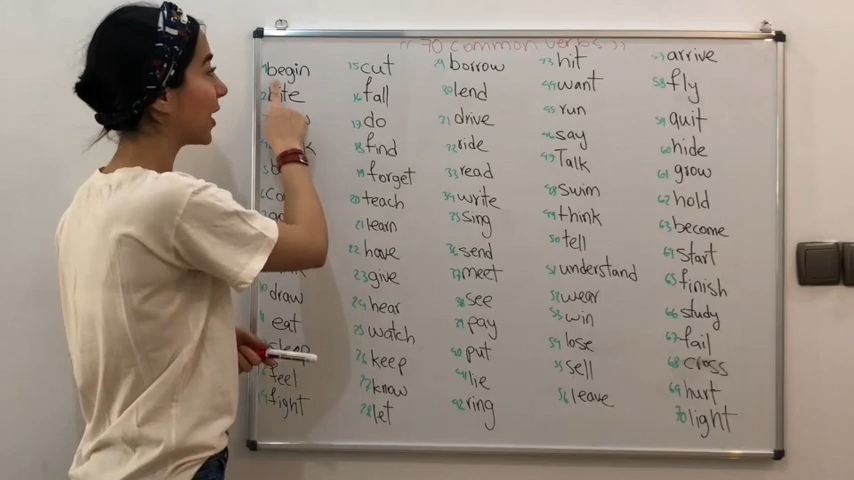 " 70 common verbs "
1 begin
2 bite
10 draw
11 eat
sleep
feel
14 fight
15 cut
16 fall
17 do
18 find
19 forget
20 teach
21 learn
22 have
23 give
24 hear
25 watch
26 keep
27 know
28 let
29 borrow
30 lend
31 drive
32 ride
33 read
34 write
35 sing
36 send
37 meet
38 see
39 pay
40 put
41 lie
42 ring
43 hit
44 want
45 run
46 say
47 Talk
48 swim
49 think
50 tell
51 understand
52 wear
53 win
54 lose
55 sell
56 leave
57 arrive
58 fly
59 quit
60 hide
61 grow
62 hold
63 become
64 start
65 finish
66 study
67 fail
68 cross
69 hurt
70 light